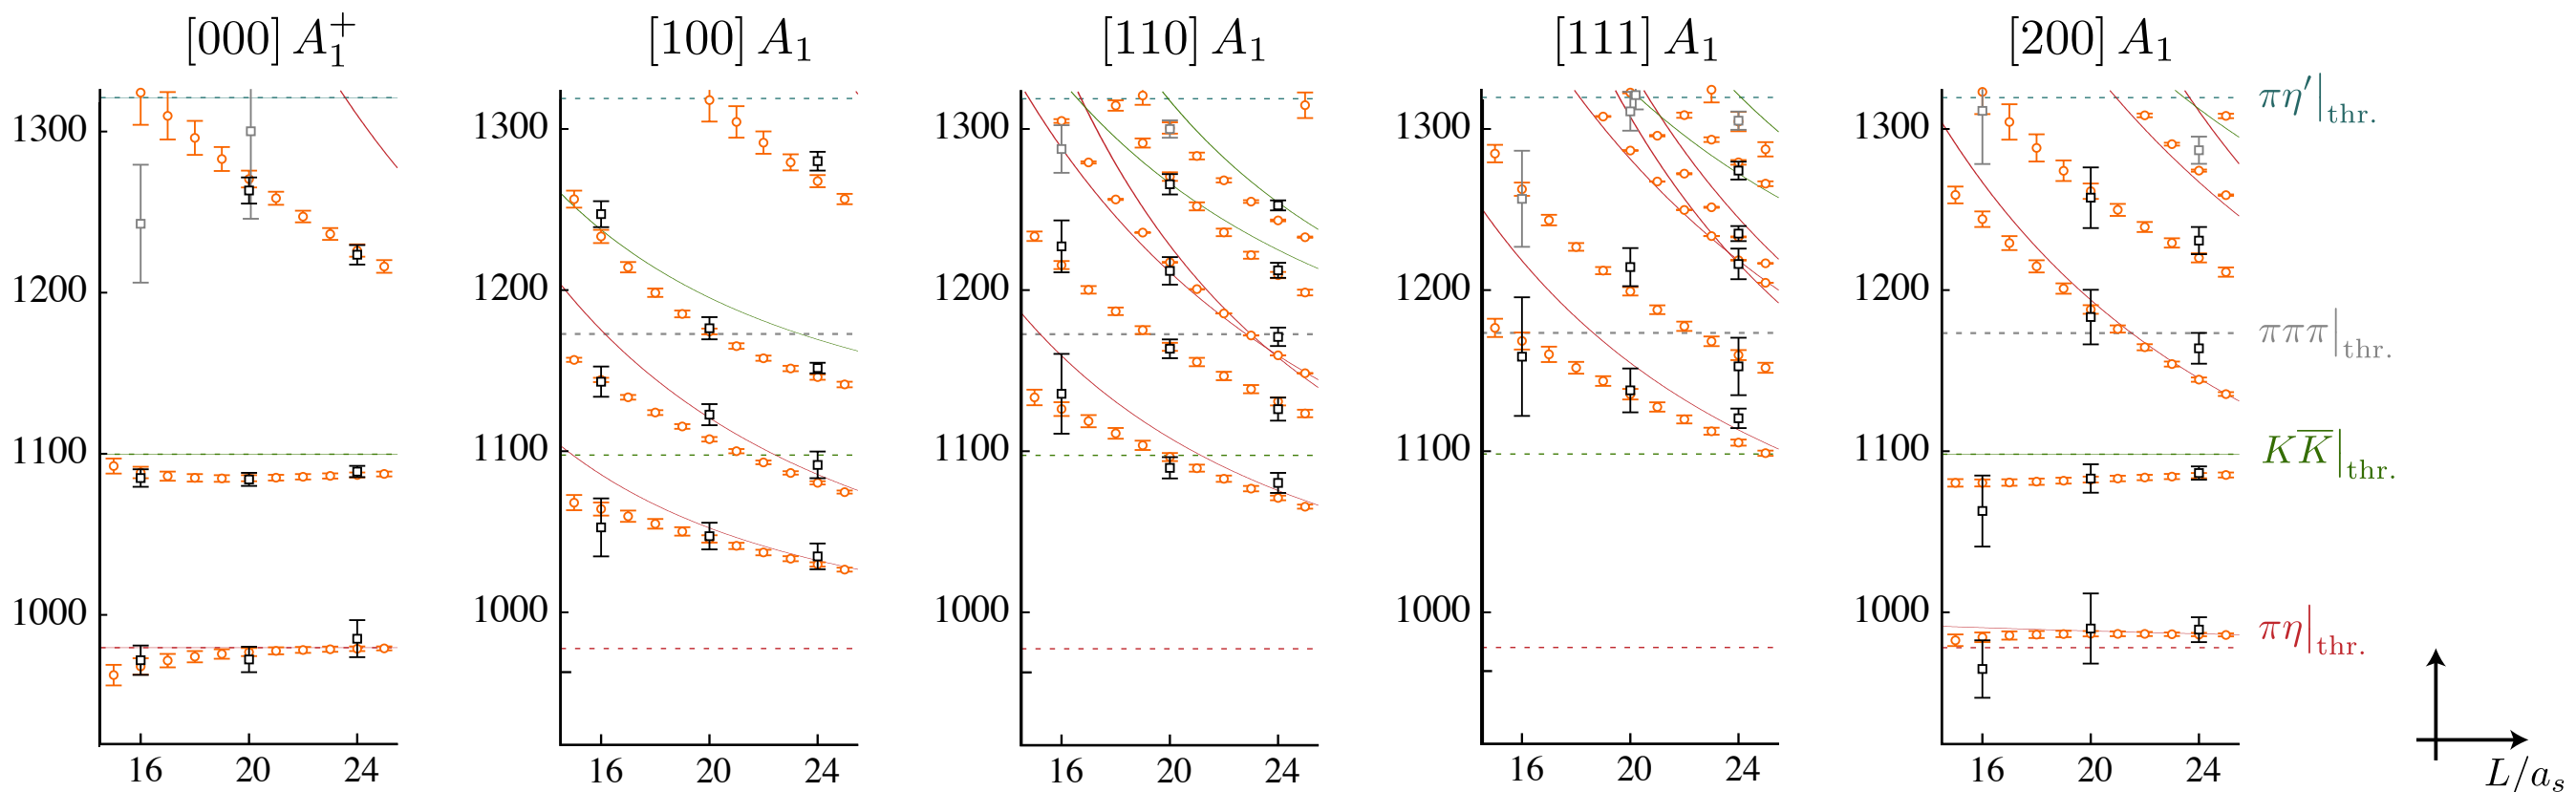 [000] A₁⁺ [100] A₁ [110] A₁ [111] A₁ [200] A₁
1300 1300 1300 1300 1300
1200 1200 1200 1200 1200
1100 1100 1100 1100 1100
1000 1000 1000 1000 1000
16 20 24 16 20 24 16 20 24 16 20 24 16 20 24
πη′|thr.
πππ|thr.
KK̅|thr.
πη|thr.
L/aₛ